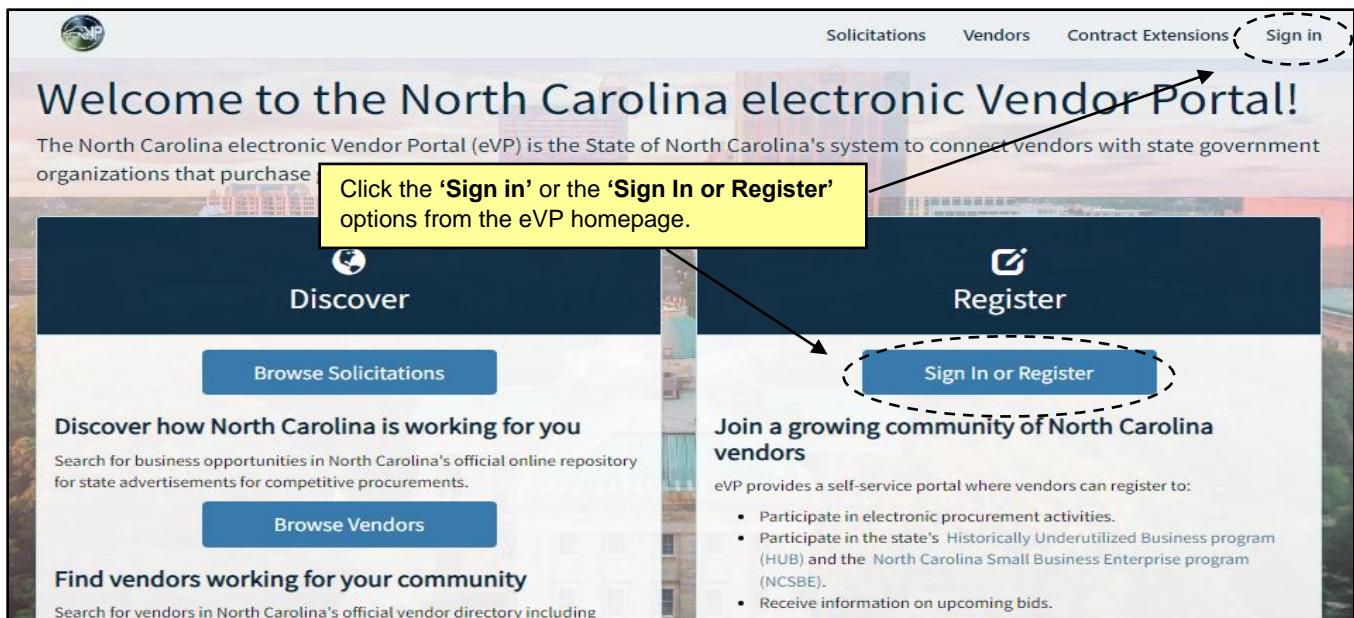 eVP
Solicitations Vendors Contract Extensions Sign in
Welcome to the North Carolina electronic Vendor Portal!
The North Carolina electronic Vendor Portal (eVP) is the State of North Carolina's system to connect vendors with state government
organizations that purchase
Click the ‘Sign in’ or the ‘Sign In or Register’
options from the eVP homepage.
Discover
Browse Solicitations
Discover how North Carolina is working for you
Search for business opportunities in North Carolina's official online repository
for state advertisements for competitive procurements.
Browse Vendors
Find vendors working for your community
Search for vendors in North Carolina's official vendor directory including
Register
Sign In or Register
Join a growing community of North Carolina
vendors
eVP provides a self-service portal where vendors can register to:
• Participate in electronic procurement activities.
• Participate in the state's Historically Underutilized Business program
(HUB) and the North Carolina Small Business Enterprise program
(NCSBE).
• Receive information on upcoming bids.